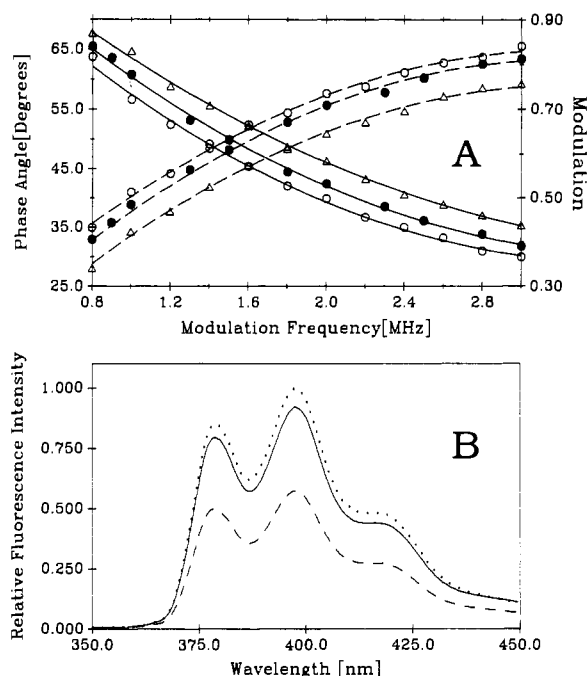 0.90
65.0
55.0
45.0
35.0
25.0
Phase Angle[Degrees]
0.70
0.50
0.30
Modulation
A
0.8 1.2 1.6 2.0 2.4 2.8
Modulation Frequency[MHz]
1.000
0.750
0.500
0.250
0.000
Relative Fluorescence Intensity
B
350.0 375.0 400.0 425.0 450.0
Wavelength [nm]